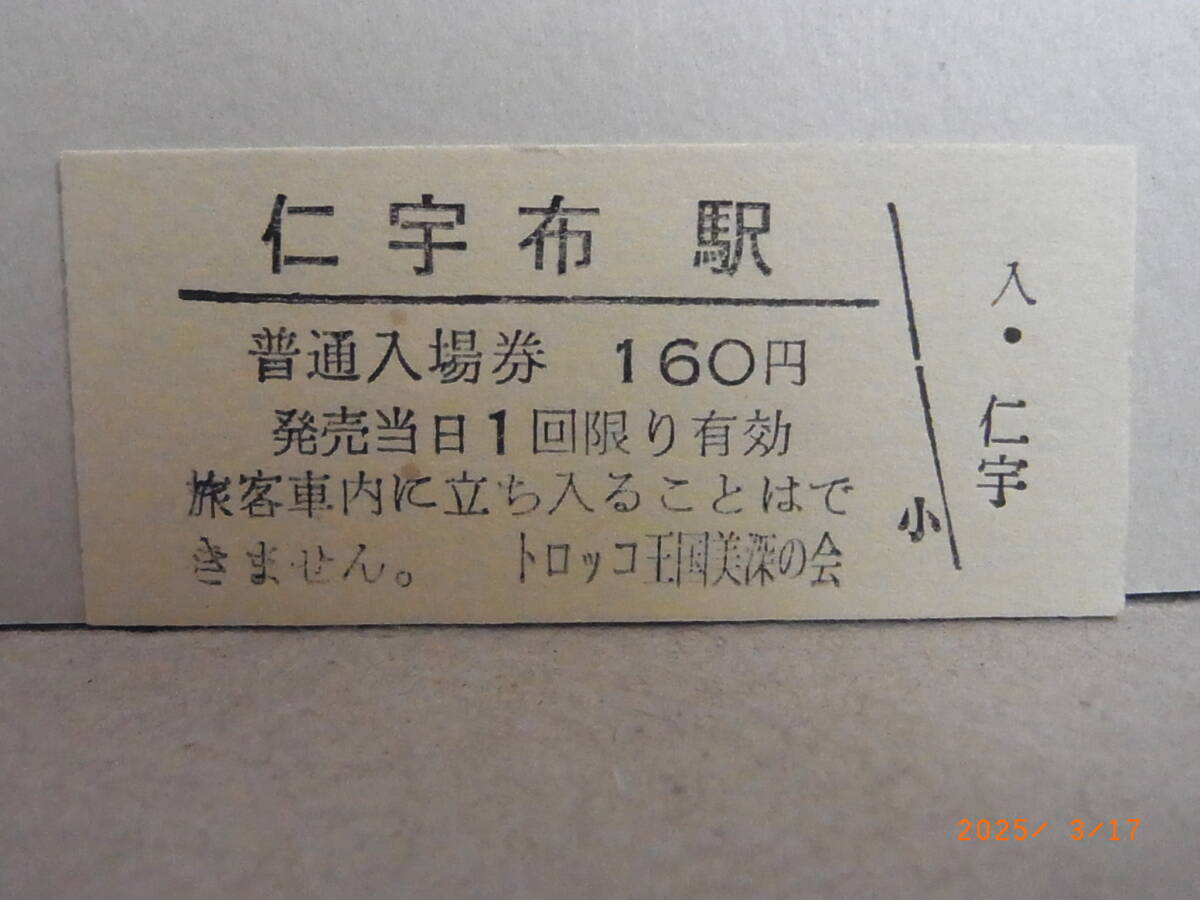 仁宇布駅
普通入場券 160円
発売当日1回限り有効
旅客車内に立ち入ることはで
きません。 トロッコ王国美深の会
小
入・仁宇
2025/ 3/17